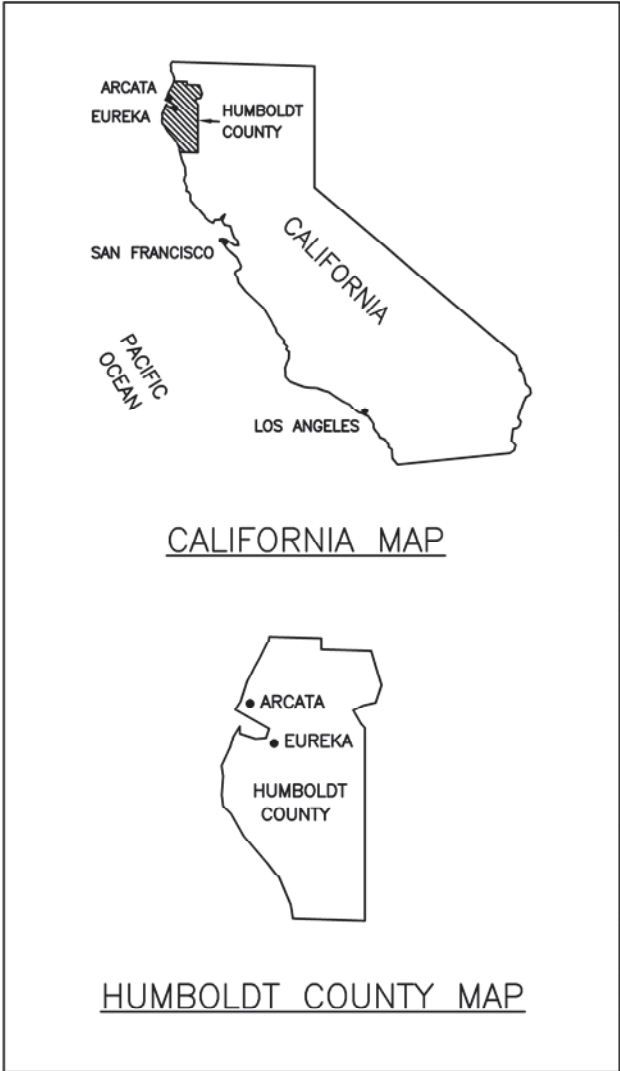 ARCATA
EUREKA
HUMBOLDT
COUNTY
SAN FRANCISCO
CALIFORNIA
PACIFIC
OCEAN
LOS ANGELES
CALIFORNIA MAP
ARCATA
EUREKA
HUMBOLDT
COUNTY
HUMBOLDT COUNTY MAP